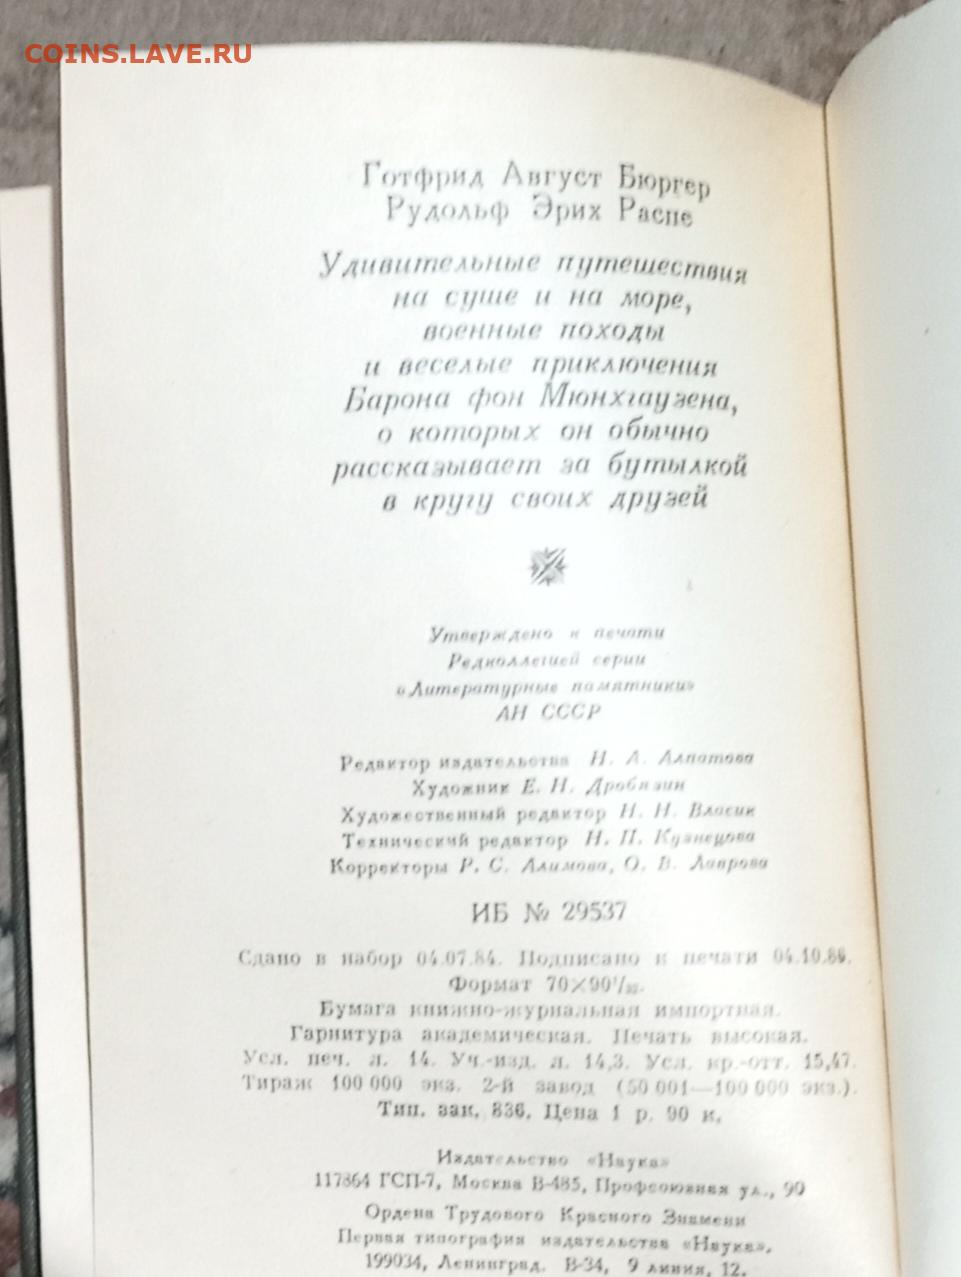 COINS.LAVE.RU
Готфрид Август Бюргер
Рудольф Эрих Распе
Удивительные путешествия
на суше и на море,
военные походы
и веселые приключения
Барона фон Мюнхгаузена,
о которых он обычно
рассказывает за бутылкой
в кругу своих друзей
Утверждено к печати
Редколлегией серии
«Литературные памятники»
АН СССР
Редактор издательства Н. А. Алпатова
Художник Е. Н. Дробязин
Художественный редактор Н. Н. Власик
Технический редактор Н. П. Кузнецова
Корректоры Р. С. Алимова, О. В. Лаврова
ИБ № 29537
Сдано в набор 04.07.84. Подписано к печати
Формат 70×90¹/₃₂.
Бумага книжно-журнальная импортная.
Гарнитура академическая. Печать высокая.
Усл. печ. л. 14. Уч.-изд. л. 14,3. Усл. кр.-отт. 15,47.
Тираж 100 000 экз. 2-й завод (50 001—100 000 экз.).
Тип. зак. 836. Цена 1 р. 90 к.
Издательство «Наука»
117864 ГСП-7, Москва В-485, Профсоюзная ул., 90
Ордена Трудового Красного Знамени
Первая типография издательства «Наука».
199034, Ленинград. В-34, 9 линия, 12.